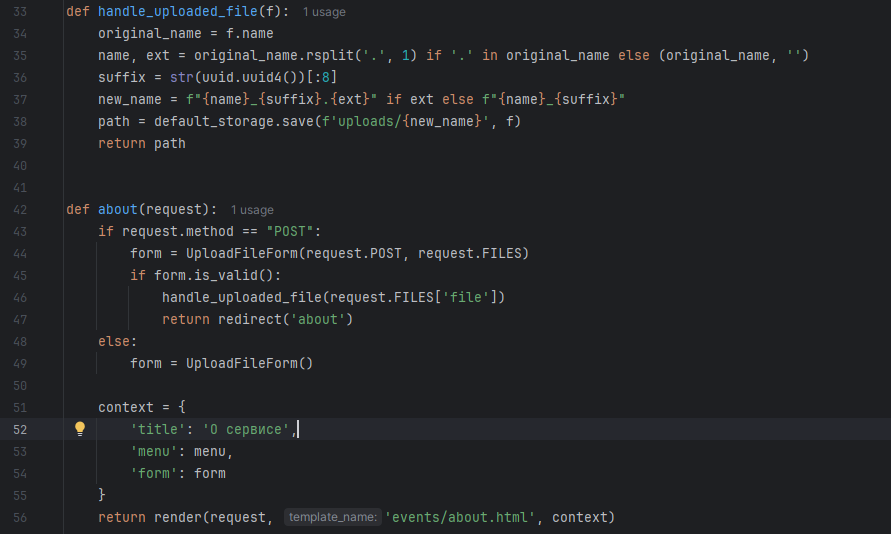 33 def handle_uploaded_file(f): 1 usage
34 original_name = f.name
35 name, ext = original_name.rsplit('.', 1) if '.' in original_name else (original_name, '')
36 suffix = str(uuid.uuid4())[:8]
37 new_name = f"{name}_{suffix}.{ext}" if ext else f"{name}_{suffix}"
38 path = default_storage.save(f'uploads/{new_name}', f)
39 return path
40
41
42 def about(request): 1 usage
43 if request.method == "POST":
44 form = UploadFileForm(request.POST, request.FILES)
45 if form.is_valid():
46 handle_uploaded_file(request.FILES['file'])
47 return redirect('about')
48 else:
49 form = UploadFileForm()
50
51 context = {
52 'title': 'О сервисе',
53 'menu': menu,
54 'form': form
55 }
56 return render(request, template_name: 'events/about.html', context)